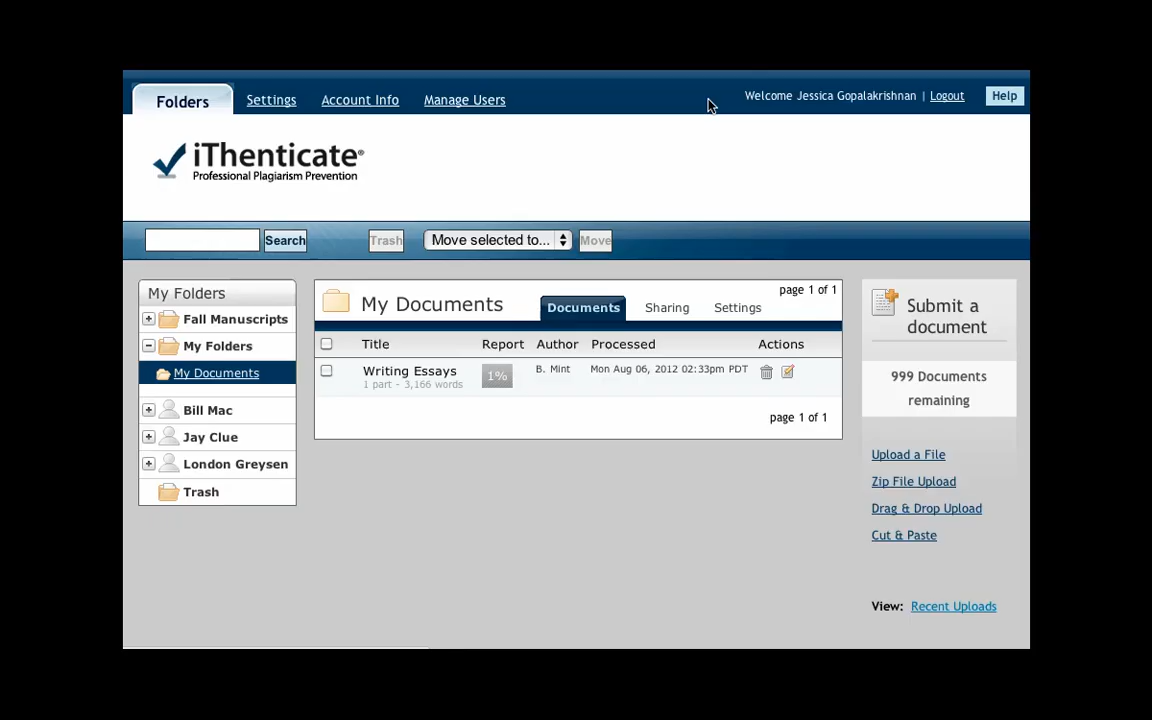 Folders Settings Account Info Manage Users Welcome Jessica Gopalakrishnan | Logout Help
iThenticate®
Professional Plagiarism Prevention
Search Trash Move selected to... Move
My Folders
Fall Manuscripts
My Folders
My Documents
Bill Mac
Jay Clue
London Greysen
Trash
page 1 of 1
My Documents Documents Sharing Settings
Title Report Author Processed Actions
Writing Essays 1% B. Mint Mon Aug 06, 2012 02:33pm PDT
1 part - 3,166 words
page 1 of 1
Submit a
document
999 Documents
remaining
Upload a File
Zip File Upload
Drag & Drop Upload
Cut & Paste
View: Recent Uploads